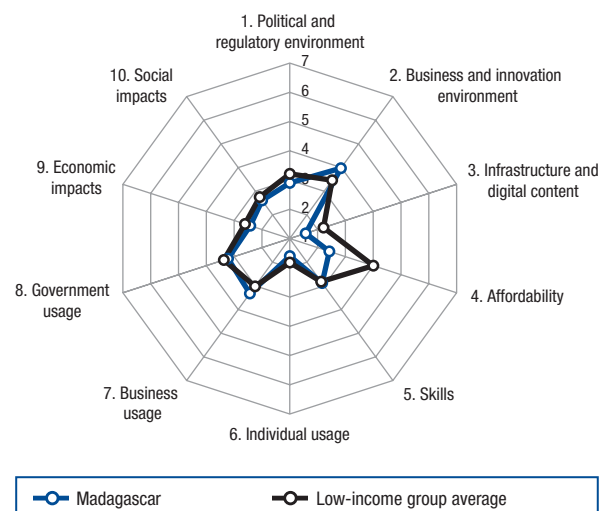 1. Political and
regulatory environment
2. Business and innovation
environment
3. Infrastructure and
digital content
4. Affordability
5. Skills
6. Individual usage
7. Business
usage
8. Government
usage
9. Economic
impacts
10. Social
impacts
7
6
5
4
3
2
1
Madagascar
Low-income group average